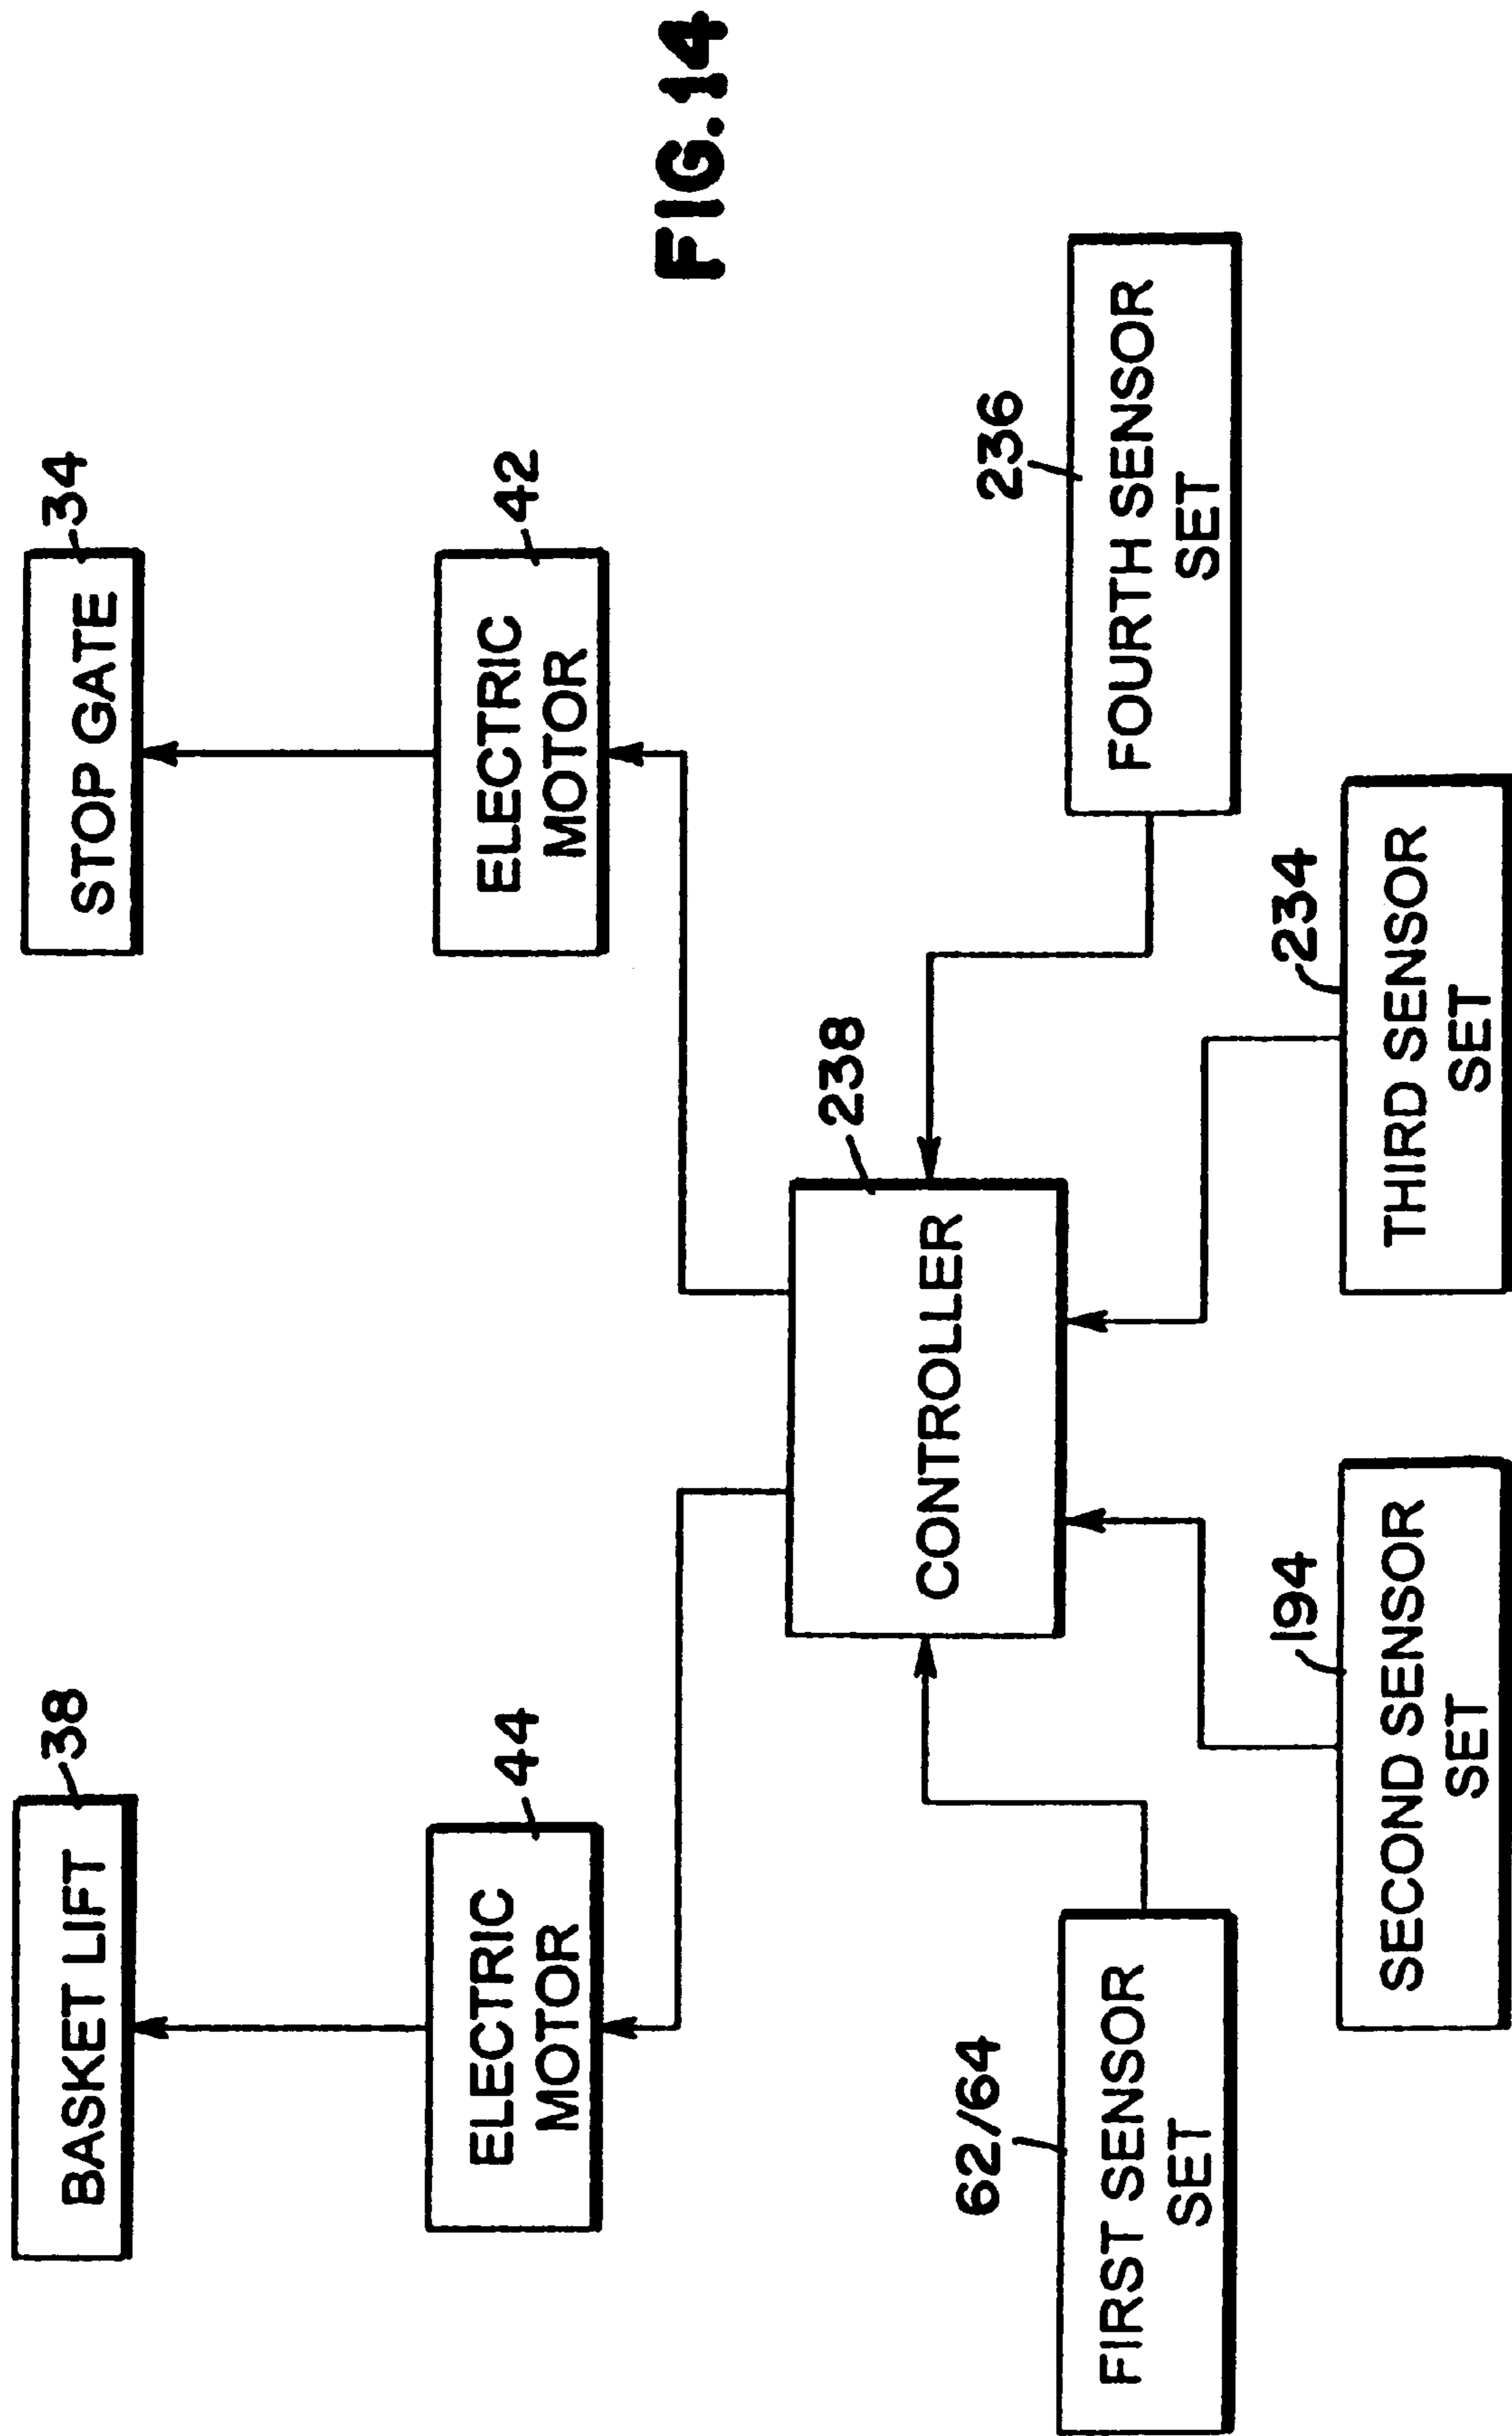 38
BASKET LIFT
34
STOP GATE
44
ELECTRIC
MOTOR
42
ELECTRIC
MOTOR
FIG.14
238
CONTROLLER
62/64
FIRST SENSOR
SET
236
FOURTH SENSOR
SET
194
SECOND SENSOR
SET
234
THIRD SENSOR
SET